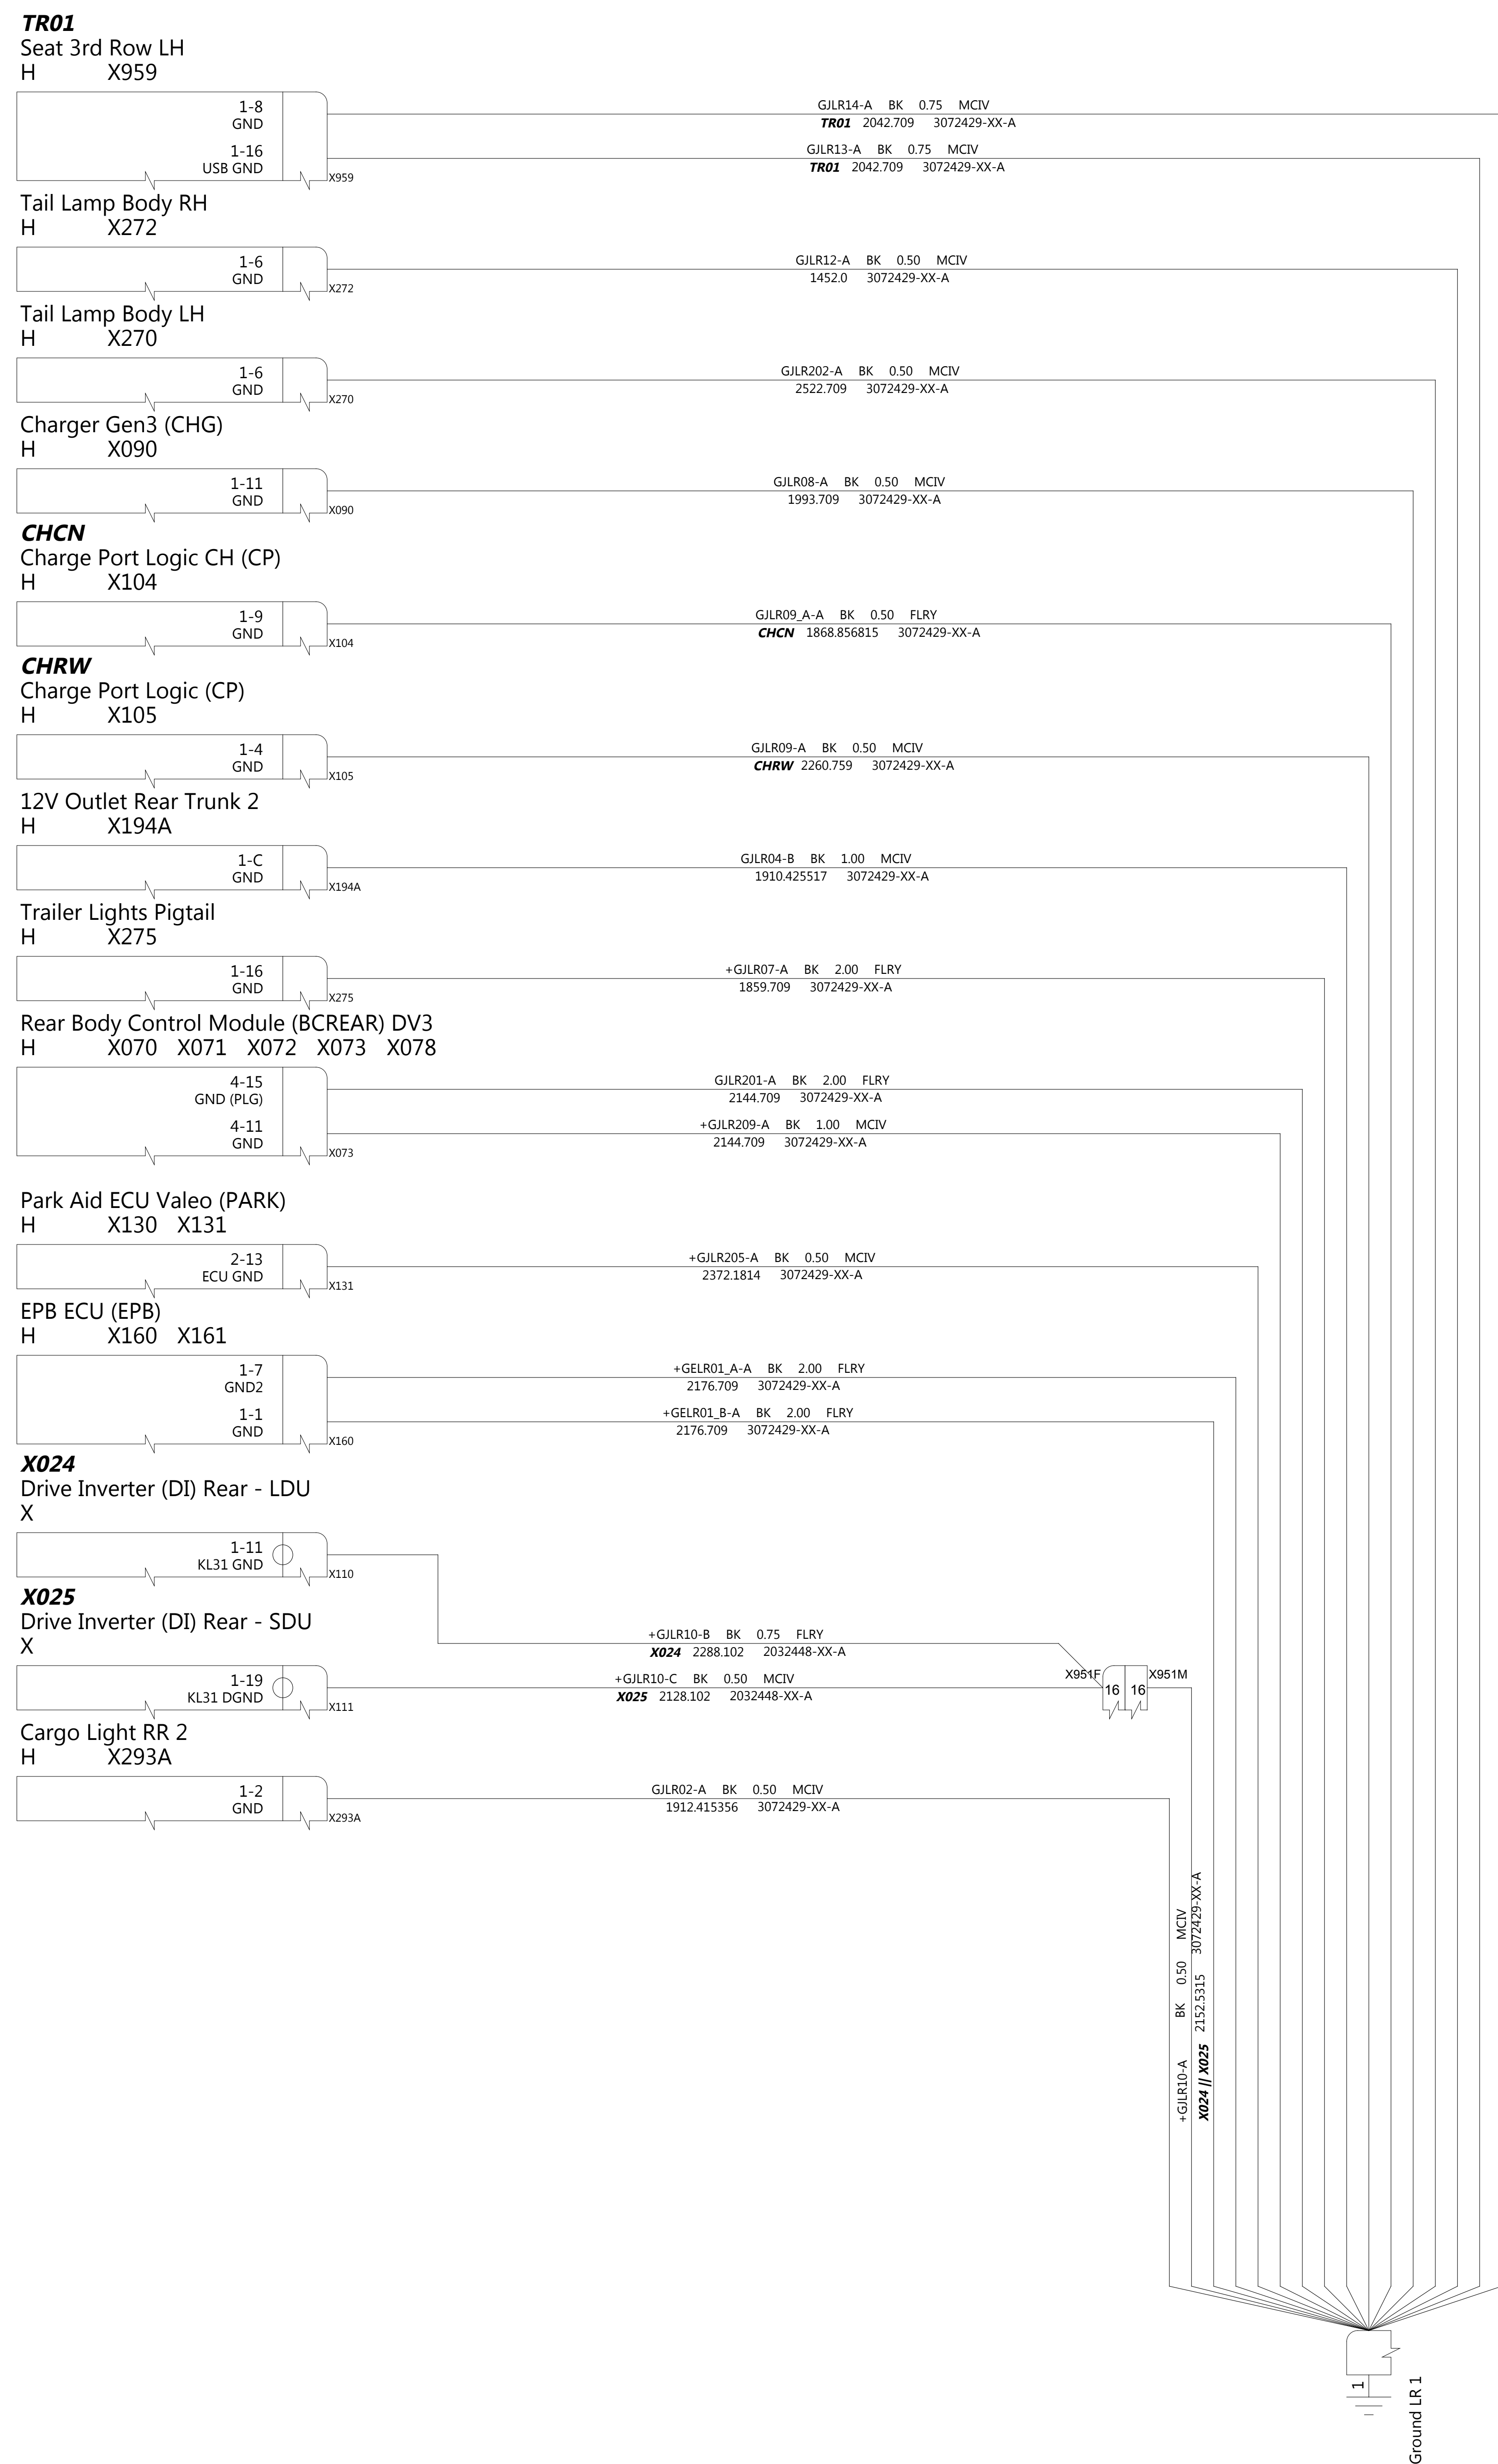 TR01
Seat 3rd Row LH
H X959
1-8
GND
GJLR14-A BK 0.75 MCIV
TR01 2042.709 3072429-XX-A
1-16
USB GND
GJLR13-A BK 0.75 MCIV
TR01 2042.709 3072429-XX-A
X959
Tail Lamp Body RH
H X272
1-6
GND
GJLR12-A BK 0.50 MCIV
1452.0 3072429-XX-A
X272
Tail Lamp Body LH
H X270
1-6
GND
GJLR202-A BK 0.50 MCIV
2522.709 3072429-XX-A
X270
Charger Gen3 (CHG)
H X090
1-11
GND
GJLR08-A BK 0.50 MCIV
1993.709 3072429-XX-A
X090
CHCN
Charge Port Logic CH (CP)
H X104
1-9
GND
GJLR09_A-A BK 0.50 FLRY
CHCN 1868.856815 3072429-XX-A
X104
CHRW
Charge Port Logic (CP)
H X105
1-4
GND
GJLR09-A BK 0.50 MCIV
CHRW 2260.759 3072429-XX-A
X105
12V Outlet Rear Trunk 2
H X194A
1-C
GND
GJLR04-B BK 1.00 MCIV
1910.425517 3072429-XX-A
X194A
Trailer Lights Pigtail
H X275
1-16
GND
+GJLR07-A BK 2.00 FLRY
1859.709 3072429-XX-A
X275
Rear Body Control Module (BCREAR) DV3
H X070 X071 X072 X073 X078
4-15
GND (PLG)
GJLR201-A BK 2.00 FLRY
2144.709 3072429-XX-A
4-11
GND
+GJLR209-A BK 1.00 MCIV
2144.709 3072429-XX-A
X073
Park Aid ECU Valeo (PARK)
H X130 X131
2-13
ECU GND
+GJLR205-A BK 0.50 MCIV
2372.1814 3072429-XX-A
X131
EPB ECU (EPB)
H X160 X161
1-7
GND2
+GELR01_A-A BK 2.00 FLRY
2176.709 3072429-XX-A
1-1
GND
+GELR01_B-A BK 2.00 FLRY
2176.709 3072429-XX-A
X160
X024
Drive Inverter (DI) Rear - LDU
X
1-11
KL31 GND
X110
X025
Drive Inverter (DI) Rear - SDU
X
+GJLR10-B BK 0.75 FLRY
X024 2288.102 2032448-XX-A
1-19
KL31 DGND
+GJLR10-C BK 0.50 MCIV
X025 2128.102 2032448-XX-A
X111
X951F X951M
16 16
Cargo Light RR 2
H X293A
1-2
GND
GJLR02-A BK 0.50 MCIV
1912.415356 3072429-XX-A
X293A
+GJLR10-A BK 0.50 MCIV
X024 || X025 2152.5315 3072429-XX-A
1
Ground LR 1